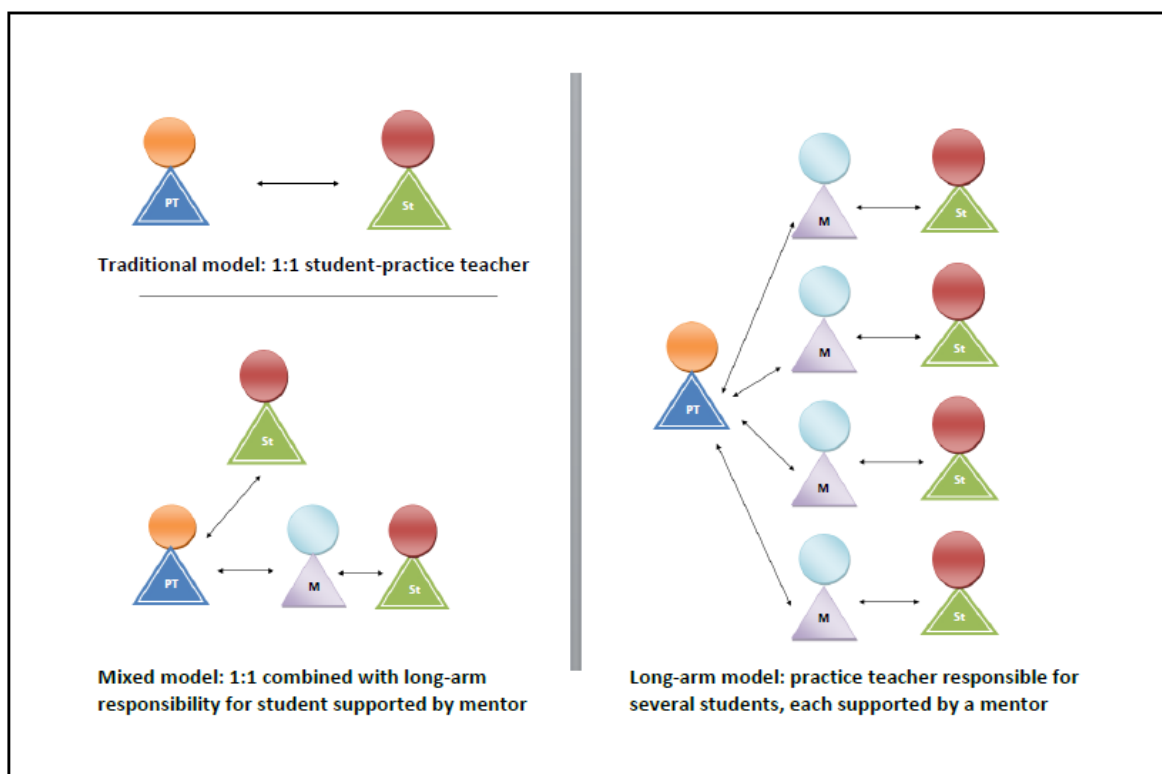 PT
St
Traditional model: 1:1 student-practice teacher
St
PT
M
St
Mixed model: 1:1 combined with long-arm
responsibility for student supported by mentor
M
St
M
St
PT
M
St
M
St
Long-arm model: practice teacher responsible for
several students, each supported by a mentor